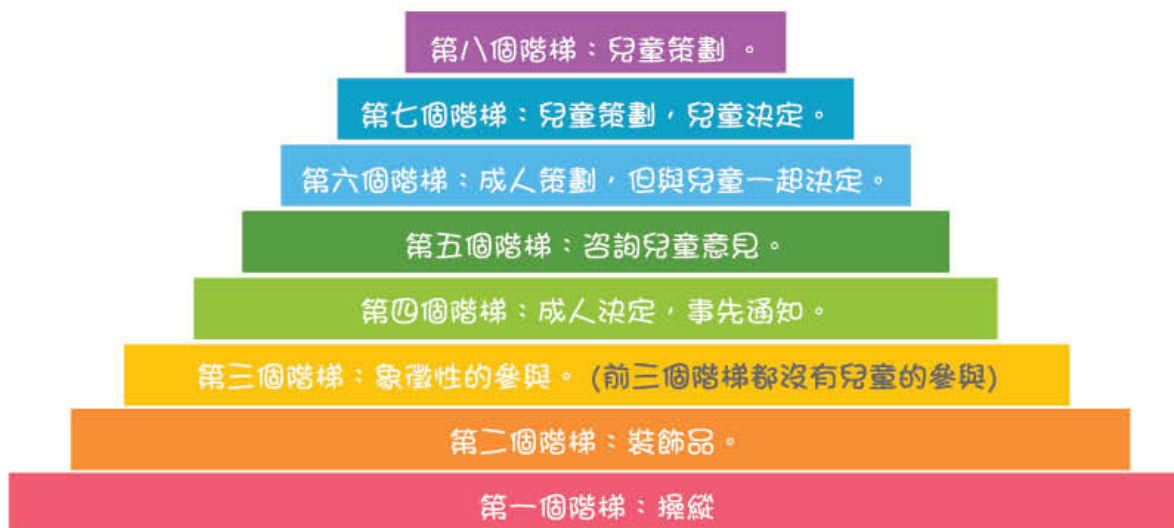 第八個階梯：兒童策劃 。
第七個階梯：兒童策劃，兒童決定。
第六個階梯：成人策劃，但與兒童一起決定。
第五個階梯：咨詢兒童意見。
第四個階梯：成人決定，事先通知。
第三個階梯：象徵性的參與。 (前三個階梯都沒有兒童的參與)
第二個階梯：裝飾品。
第一個階梯：操縱